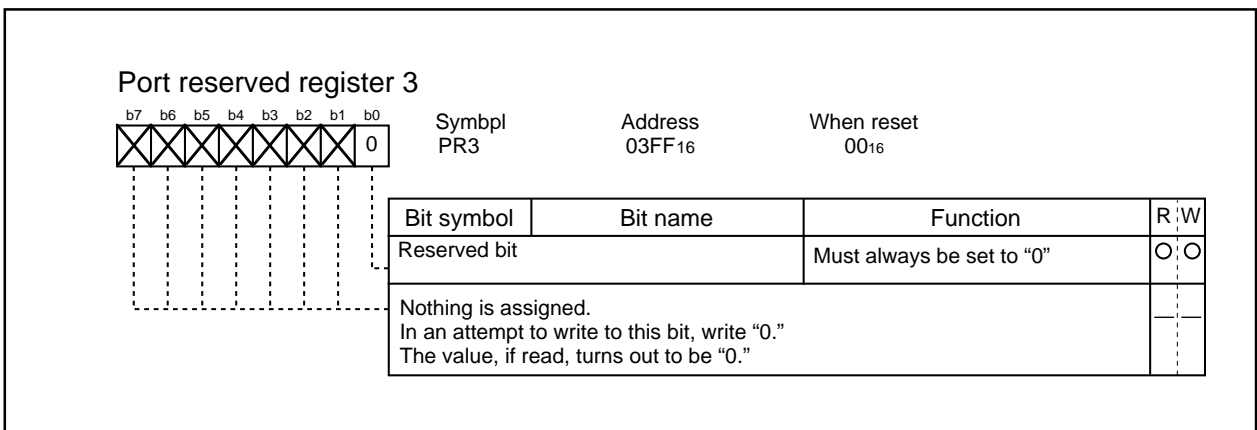 Port reserved register 3
b7 b6 b5 b4 b3 b2 b1 b0
0
Symbpl Address When reset
PR3 03FF16 0016
Bit symbol Bit name Function R W
Reserved bit Must always be set to “0” O O
Nothing is assigned.
In an attempt to write to this bit, write “0.”
The value, if read, turns out to be “0.”
— —